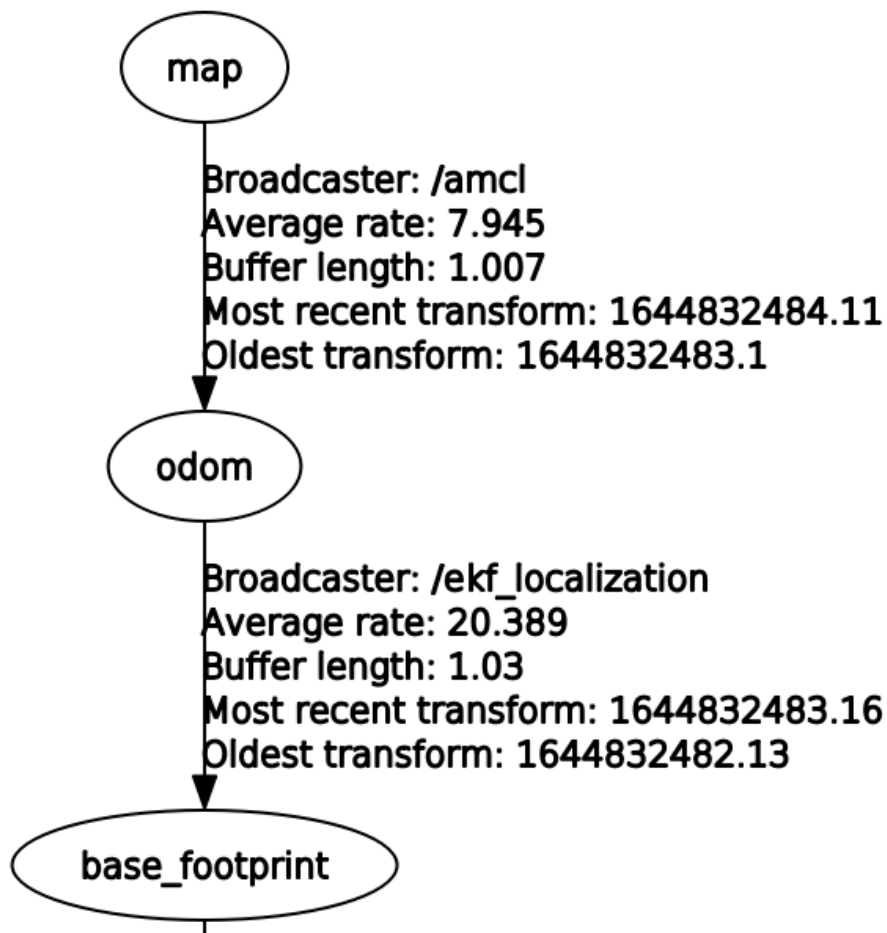 map
Broadcaster: /amcl
Average rate: 7.945
Buffer length: 1.007
Most recent transform: 1644832484.11
Oldest transform: 1644832483.1
odom
Broadcaster: /ekf_localization
Average rate: 20.389
Buffer length: 1.03
Most recent transform: 1644832483.16
Oldest transform: 1644832482.13
base_footprint